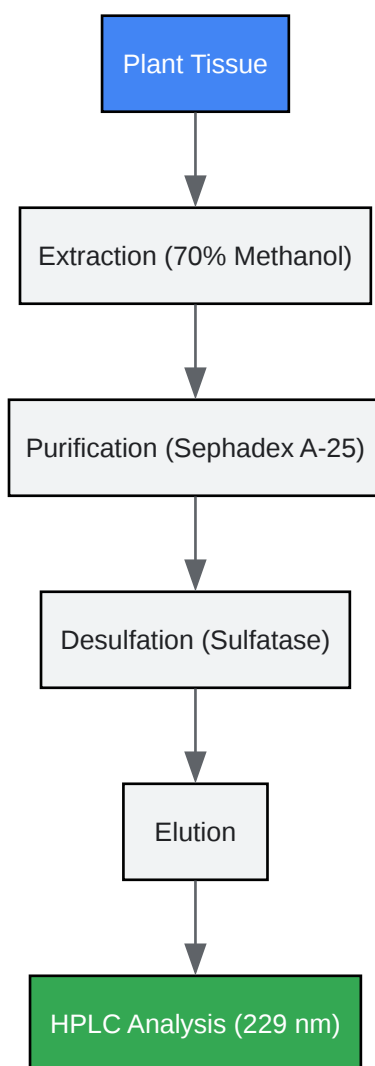 Plant Tissue
Extraction (70% Methanol)
Purification (Sephadex A-25)
Desulfation (Sulfatase)
Elution
HPLC Analysis (229 nm)